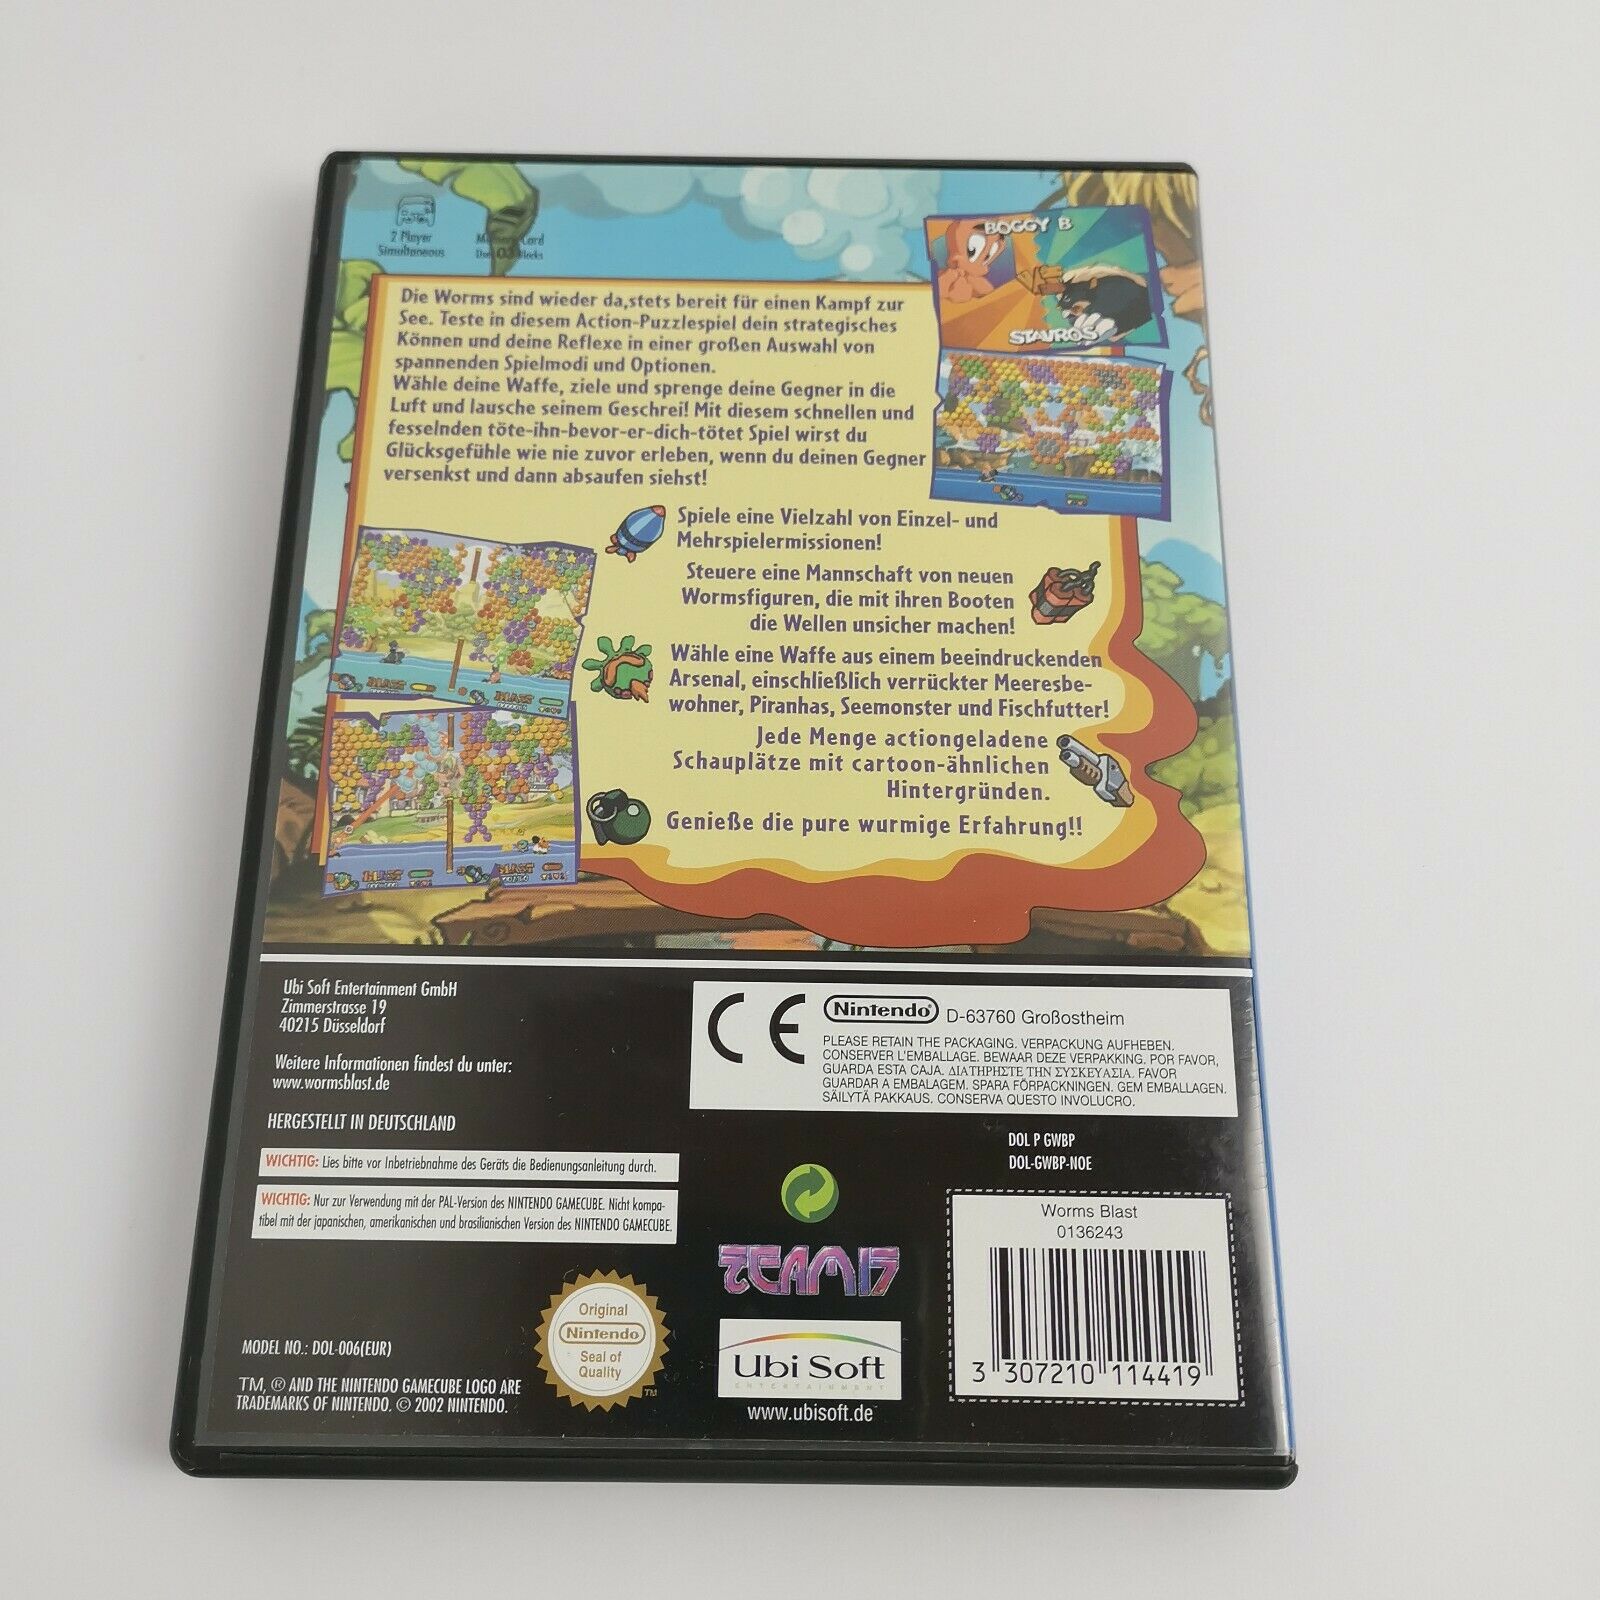 2 Player
Simultaneous
Memory Card
03 Blocks
BOGGY B
STAVROS
Die Worms sind wieder da,stets bereit für einen Kampf zur
See. Teste in diesem Action-Puzzlespiel dein strategisches
Können und deine Reflexe in einer großen Auswahl von
spannenden Spielmodi und Optionen.
Wähle deine Waffe, ziele und sprenge deine Gegner in die
Luft und lausche seinem Geschrei! Mit diesem schnellen und
fesselnden töte-ihn-bevor-er-dich-tötet Spiel wirst du
Glücksgefühle wie nie zuvor erleben, wenn du deinen Gegner
versenkst und dann absaufen siehst!
Spiele eine Vielzahl von Einzel- und
Mehrspielermissionen!
Steuere eine Mannschaft von neuen
Wormsfiguren, die mit ihren Booten
die Wellen unsicher machen!
Wähle eine Waffe aus einem beeindruckenden
Arsenal, einschließlich verrückter Meeresbe-
wohner, Piranhas, Seemonster und Fischfutter!
Jede Menge actiongeladene
Schauplätze mit cartoon-ähnlichen
Hintergründen.
Genieße die pure wurmige Erfahrung!!
BLAST
BLAST
BLAST
BLAST
Ubi Soft Entertainment GmbH
Zimmerstrasse 19
40215 Düsseldorf
Weitere Informationen findest du unter:
www.wormsblast.de
HERGESTELLT IN DEUTSCHLAND
WICHTIG: Lies bitte vor Inbetriebnahme des Geräts die Bedienungsanleitung durch.
WICHTIG: Nur zur Verwendung mit der PAL-Version des NINTENDO GAMECUBE. Nicht kompa-
tibel mit der japanischen, amerikanischen und brasilianischen Version des NINTENDO GAMECUBE.
MODEL NO.: DOL-006(EUR)
TM, ® AND THE NINTENDO GAMECUBE LOGO ARE
TRADEMARKS OF NINTENDO. © 2002 NINTENDO.
CE
Nintendo D-63760 Großostheim
PLEASE RETAIN THE PACKAGING. VERPACKUNG AUFHEBEN.
CONSERVER L'EMBALLAGE. BEWAAR DEZE VERPAKKING. POR FAVOR,
GUARDA ESTA CAJA. ΔΙΑΤΗΡΗΣΤΕ ΤΗΝ ΣΥΣΚΕΥΑΣΙΑ. FAVOR
GUARDAR A EMBALAGEM. SPARA FÖRPACKNINGEN. GEM EMBALLAGEN.
SÄILYTÄ PAKKAUS. CONSERVA QUESTO INVOLUCRO.
DOL P GWBP
DOL-GWBP-NOE
Original
Nintendo
Seal of
Quality
TM
TEAM17
Ubi Soft
ENTERTAINMENT
www.ubisoft.de
Worms Blast
0136243
3 307210 114419